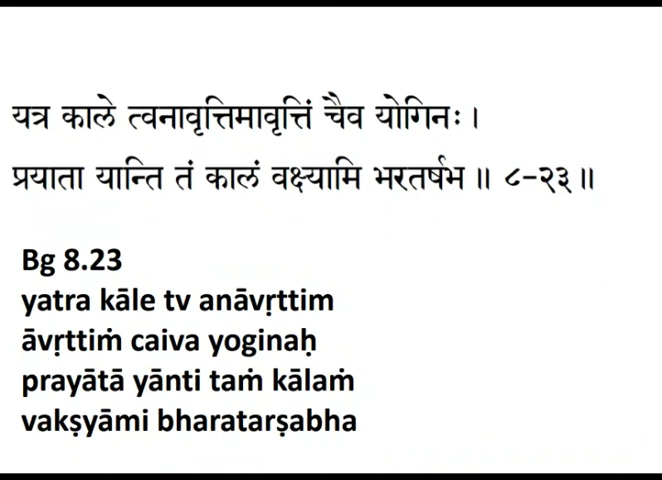 यत्र काले त्वनावृत्तिमावृत्तिं चैव योगिनः ।
प्रयाता यान्ति तं कालं वक्ष्यामि भरतर्षभ ॥ ८-२३ ॥
Bg 8.23
yatra kāle tv anāvṛttim
āvṛttiṁ caiva yoginaḥ
prayātā yānti taṁ kālaṁ
vakṣyāmi bharatarṣabha